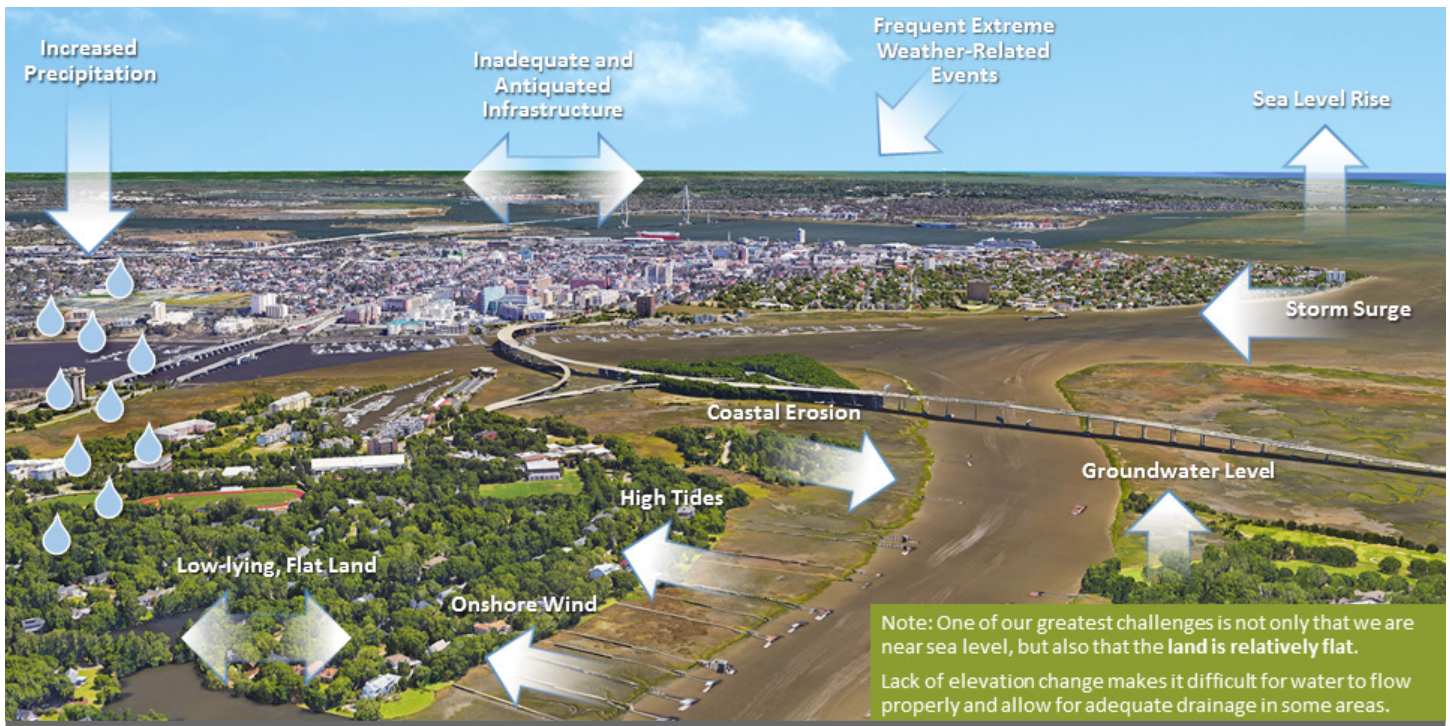 Increased
Precipitation
Inadequate and
Antiquated
Infrastructure
Frequent Extreme
Weather-Related
Events
Sea Level Rise
Storm Surge
Coastal Erosion
Groundwater Level
High Tides
Low-lying, Flat Land
Onshore Wind
Note: One of our greatest challenges is not only that we are
near sea level, but also that the land is relatively flat.
Lack of elevation change makes it difficult for water to flow
properly and allow for adequate drainage in some areas.